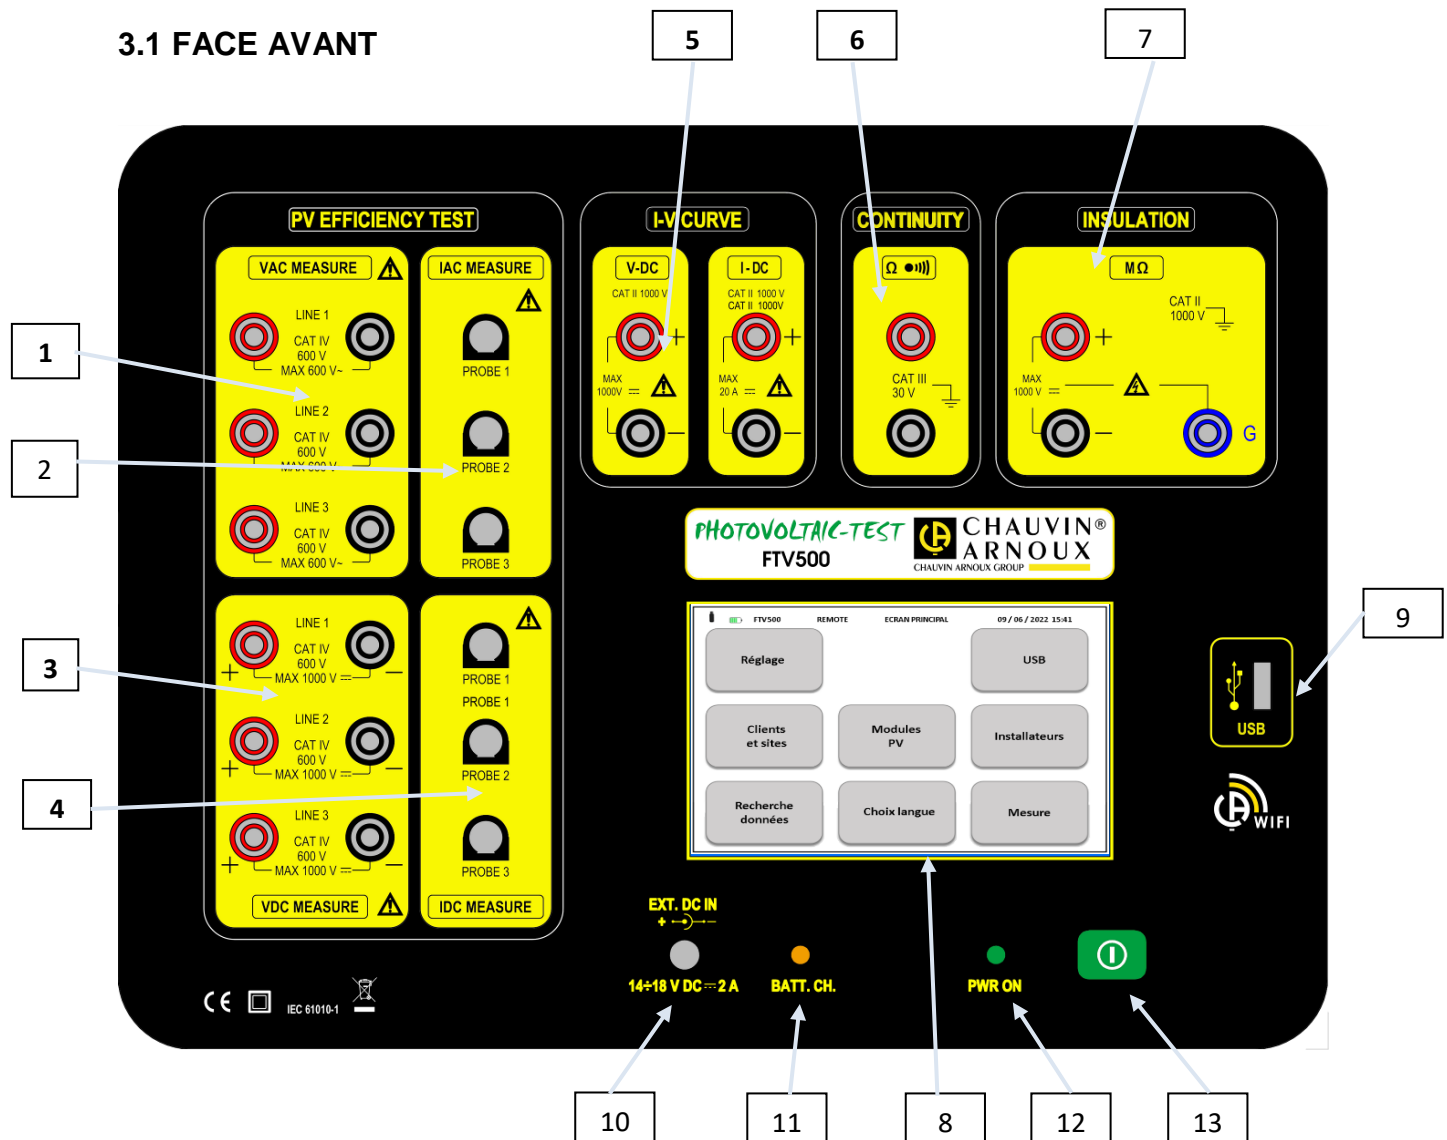 3.1 FACE AVANT
5
6
7
PV EFFICIENCY TEST
I-V CURVE
CONTINUITY
INSULATION
VAC MEASURE
IAC MEASURE
V-DC
I - DC
Ω
MΩ
LINE 1
CAT IV
600 V
MAX 600 V~
PROBE 1
CAT II 1000 V
+
MAX
1000V
−
CAT II 1000 V
CAT II 1000V
+
MAX
20 A
−
CAT III
30 V
CAT II
1000 V
+
MAX
1000 V
−
G
1
LINE 2
CAT IV
600 V
MAX 600 V~
PROBE 2
2
LINE 3
CAT IV
600 V
MAX 600 V~
PROBE 3
PHOTOVOLTAIC-TEST
FTV500
CHAUVIN®
ARNOUX
CHAUVIN ARNOUX GROUP
LINE 1
CAT IV
600 V
+ MAX 1000 V −
PROBE 1
PROBE 1
3
LINE 2
CAT IV
600 V
+ MAX 1000 V −
PROBE 2
4
LINE 3
CAT IV
600 V
+ MAX 1000 V −
PROBE 3
VDC MEASURE
IDC MEASURE
FTV500 REMOTE ECRAN PRINCIPAL 09 / 06 / 2022 15:41
Réglage
USB
Clients
et sites
Modules
PV
Installateurs
Recherche
données
Choix langue
Mesure
9
USB
WIFI
EXT. DC IN
+ −
14÷18 V DC 2 A
BATT. CH.
PWR ON
CE
IEC 61010-1
10
11
8
12
13